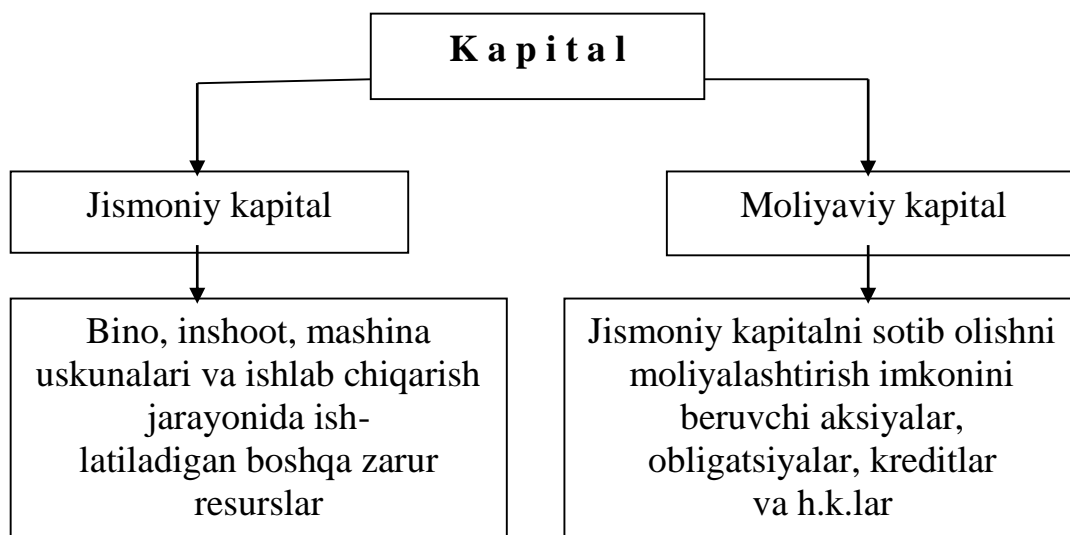 K a p i t a l
Jismoniy kapital
Moliyaviy kapital
Bino, inshoot, mashina
uskunalari va ishlab chiqarish
jarayonida ish-
latiladigan boshqa zarur
resurslar
Jismoniy kapitalni sotib olishni
moliyalashtirish imkonini
beruvchi aksiyalar,
obligatsiyalar, kreditlar
va h.k.lar